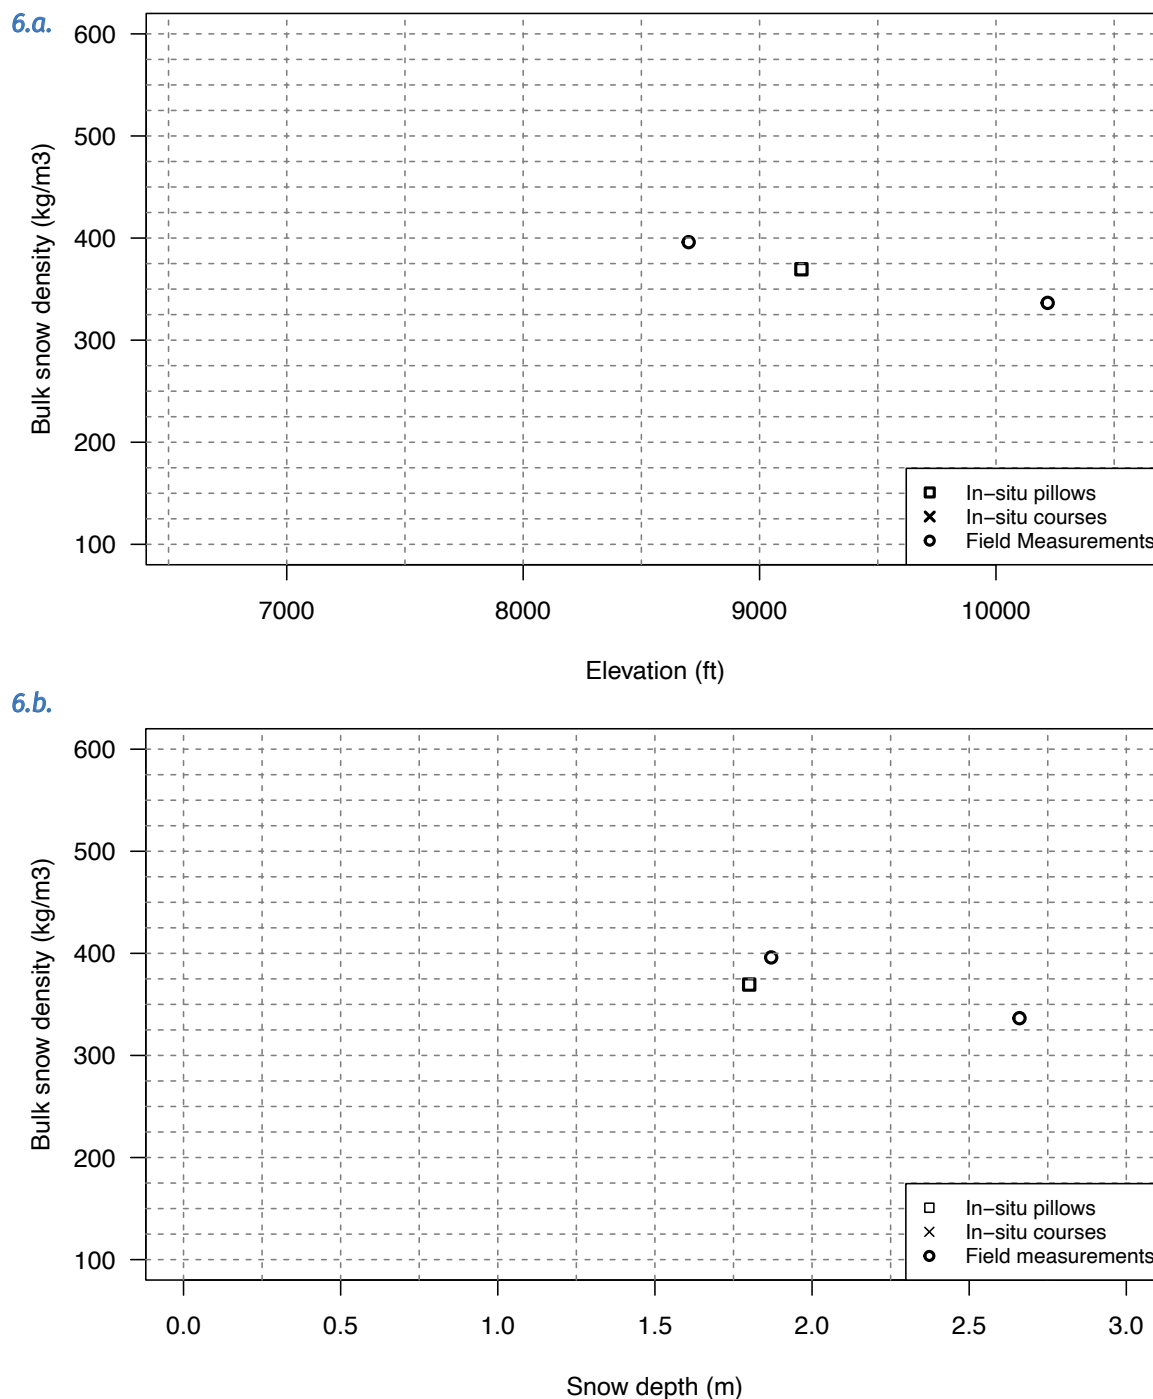 6.a.
600
500
400
300
200
100
Bulk snow density (kg/m3)
In−situ pillows
In−situ courses
Field Measurements
7000 8000 9000 10000
Elevation (ft)
6.b.
600
500
400
300
200
100
Bulk snow density (kg/m3)
In−situ pillows
In−situ courses
Field measurements
0.0 0.5 1.0 1.5 2.0 2.5 3.0
Snow depth (m)